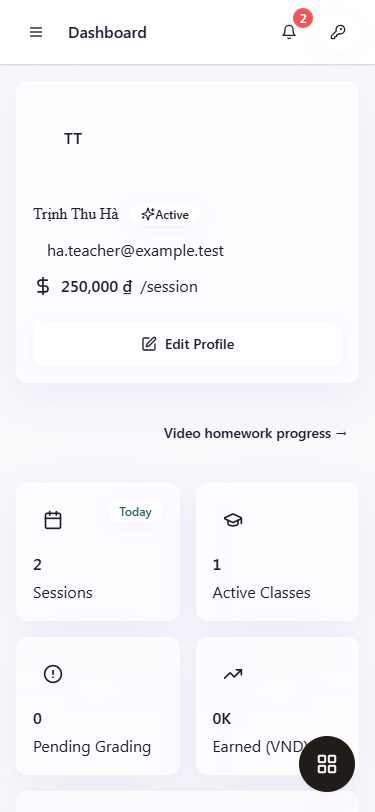 Dashboard
2
TT
Trịnh Thu Hà
Active
ha.teacher@example.test
250,000 ₫ /session
Edit Profile
Video homework progress →
Today
2
Sessions
1
Active Classes
0
Pending Grading
0K
Earned (VND)